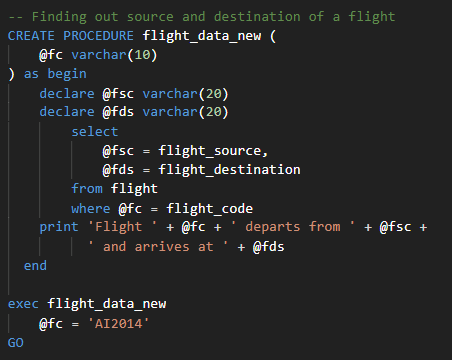 -- Finding out source and destination of a flight
CREATE PROCEDURE flight_data_new (
    @fc varchar(10)
) as begin
    declare @fsc varchar(20)
    declare @fds varchar(20)
        select
            @fsc = flight_source,
            @fds = flight_destination
        from flight
        where @fc = flight_code
    print 'Flight ' + @fc + ' departs from ' + @fsc +
          ' and arrives at ' + @fds
  end
exec flight_data_new
    @fc = 'AI2014'
GO